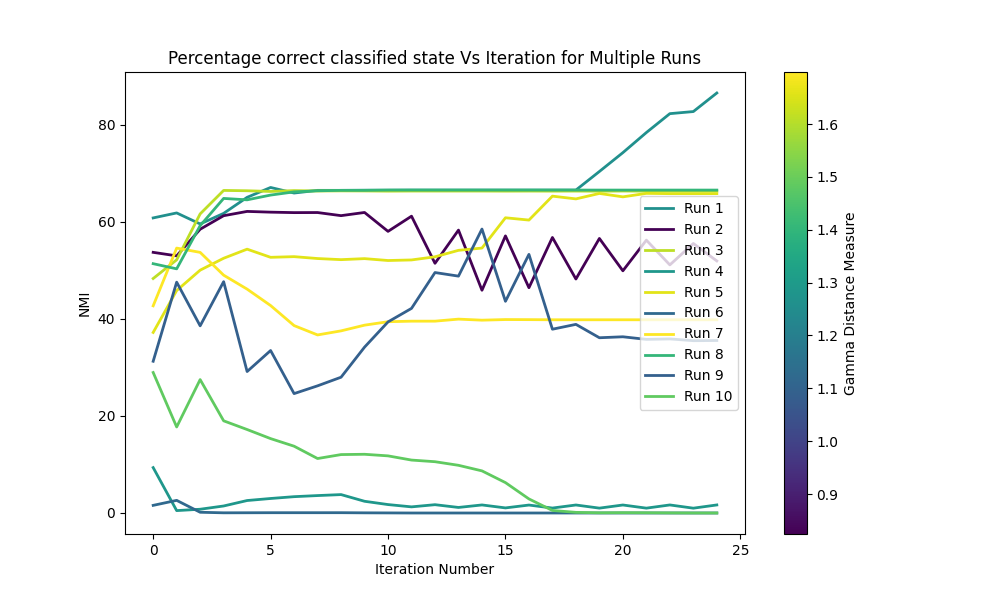 Percentage correct classified state Vs Iteration for Multiple Runs
NMI
80
60
40
20
0
0
5
10
15
20
25
Iteration Number
Run 1
Run 2
Run 3
Run 4
Run 5
Run 6
Run 7
Run 8
Run 9
Run 10
1.6
1.5
1.4
1.3
1.2
1.1
1.0
0.9
Gamma Distance Measure